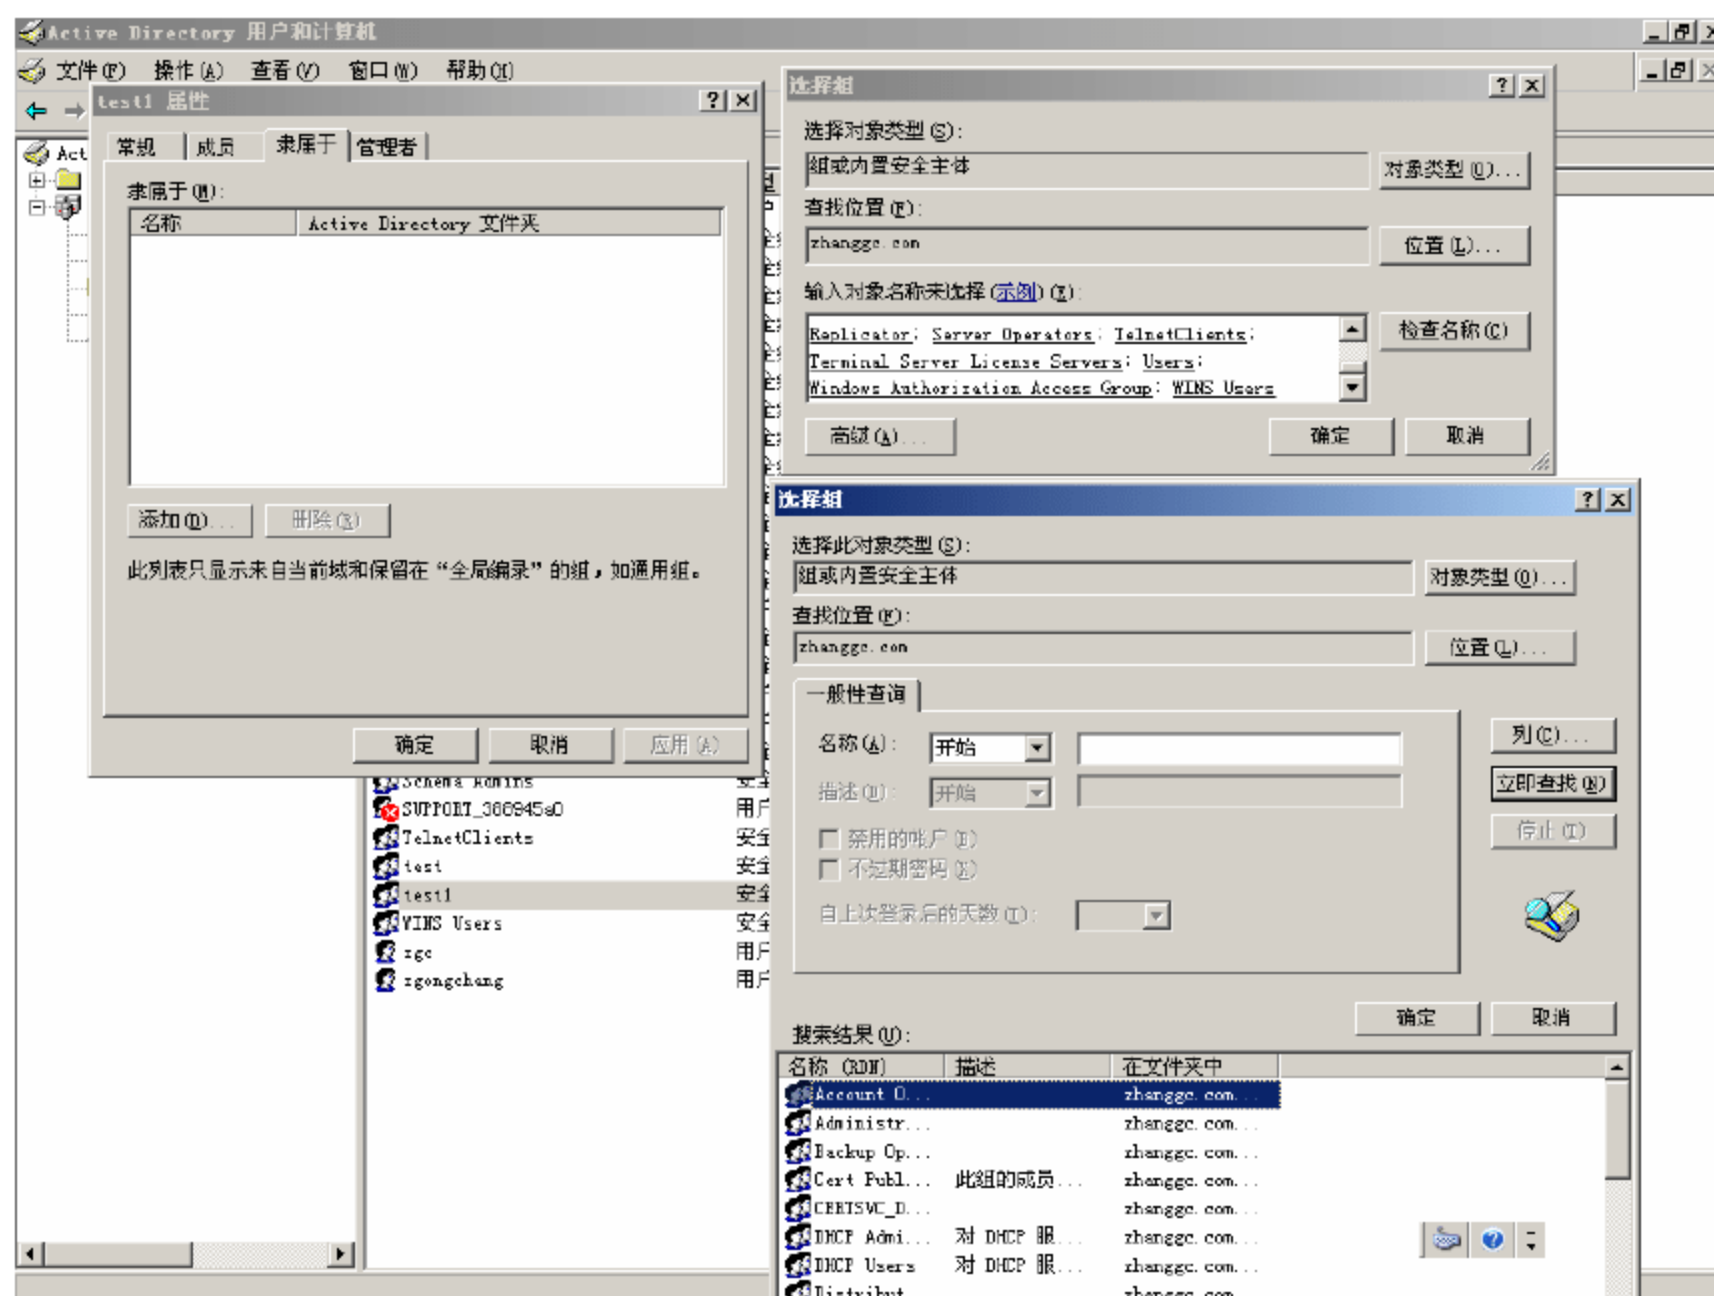 Active Directory 用户和计算机
文件(F) 操作(A) 查看(V) 窗口(W) 帮助(H)
Act
test1 属性
常规 成员 隶属于 管理者
隶属于(M):
名称 Active Directory 文件夹
添加(D)... 删除(R)
此列表只显示来自当前域和保留在“全局编录”的组，如通用组。
确定 取消 应用(A)
选择组
选择对象类型(S):
组或内置安全主体 对象类型(O)...
查找位置(F):
zhanggc.com 位置(L)...
输入对象名称来选择(示例)(E):
Replicator; Server Operators; TelnetClients;
Terminal Server License Servers; Users;
Windows Authorization Access Group; WINS Users
检查名称(C)
高级(A)... 确定 取消
Schema Admins 安全
SUPPORT_388945a0 用户
TelnetClients 安全
test 安全
test1 安全
WINS Users 安全
zgc 用户
zgongchang 用户
选择组
选择此对象类型(S):
组或内置安全主体 对象类型(O)...
查找位置(F):
zhanggc.com 位置(L)...
一般性查询
名称(A): 开始
描述(D): 开始
禁用的帐户(B)
不过期密码(X)
自上次登录后的天数(I):
列(C)...
立即查找(N)
停止(T)
确定 取消
搜索结果(U):
名称 (RDN) 描述 在文件夹中
Account O... zhanggc.com...
Administr... zhanggc.com...
Backup Op... zhanggc.com...
Cert Publ... 此组的成员... zhanggc.com...
CERTSVC_D... zhanggc.com...
DHCP Admi... 对 DHCP 服... zhanggc.com...
DHCP Users 对 DHCP 服... zhanggc.com...
Distribut... zhanggc.com...